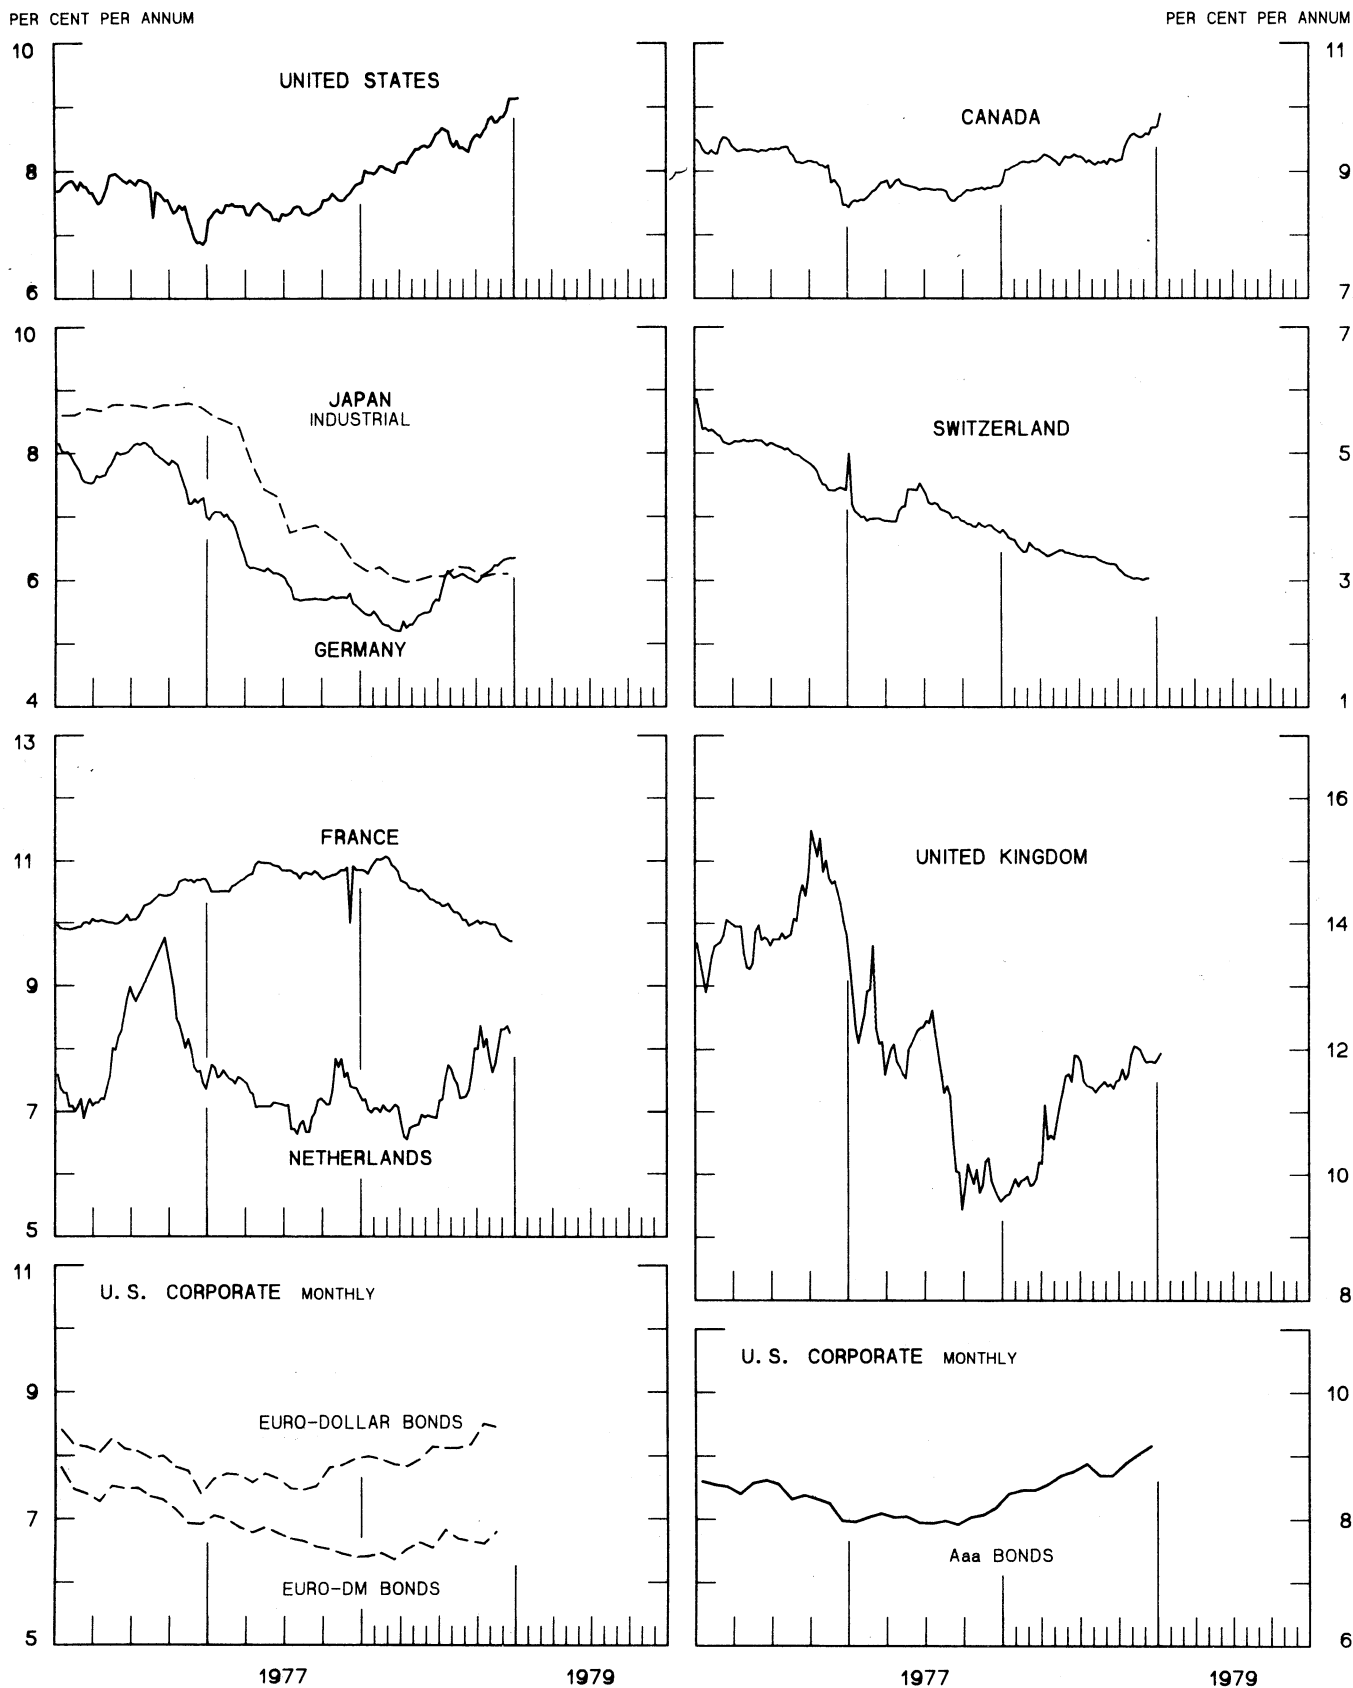 PER CENT PER ANNUM
PER CENT PER ANNUM
10
UNITED STATES
8
6
11
CANADA
9
7
10
JAPAN
INDUSTRIAL
8
6
GERMANY
4
7
SWITZERLAND
5
3
1
13
FRANCE
11
9
7
NETHERLANDS
5
16
UNITED KINGDOM
14
12
10
8
11
U.S. CORPORATE MONTHLY
9
EURO-DOLLAR BONDS
7
EURO-DM BONDS
5
U.S. CORPORATE MONTHLY
10
8
Aaa BONDS
6
1977
1979
1977
1979